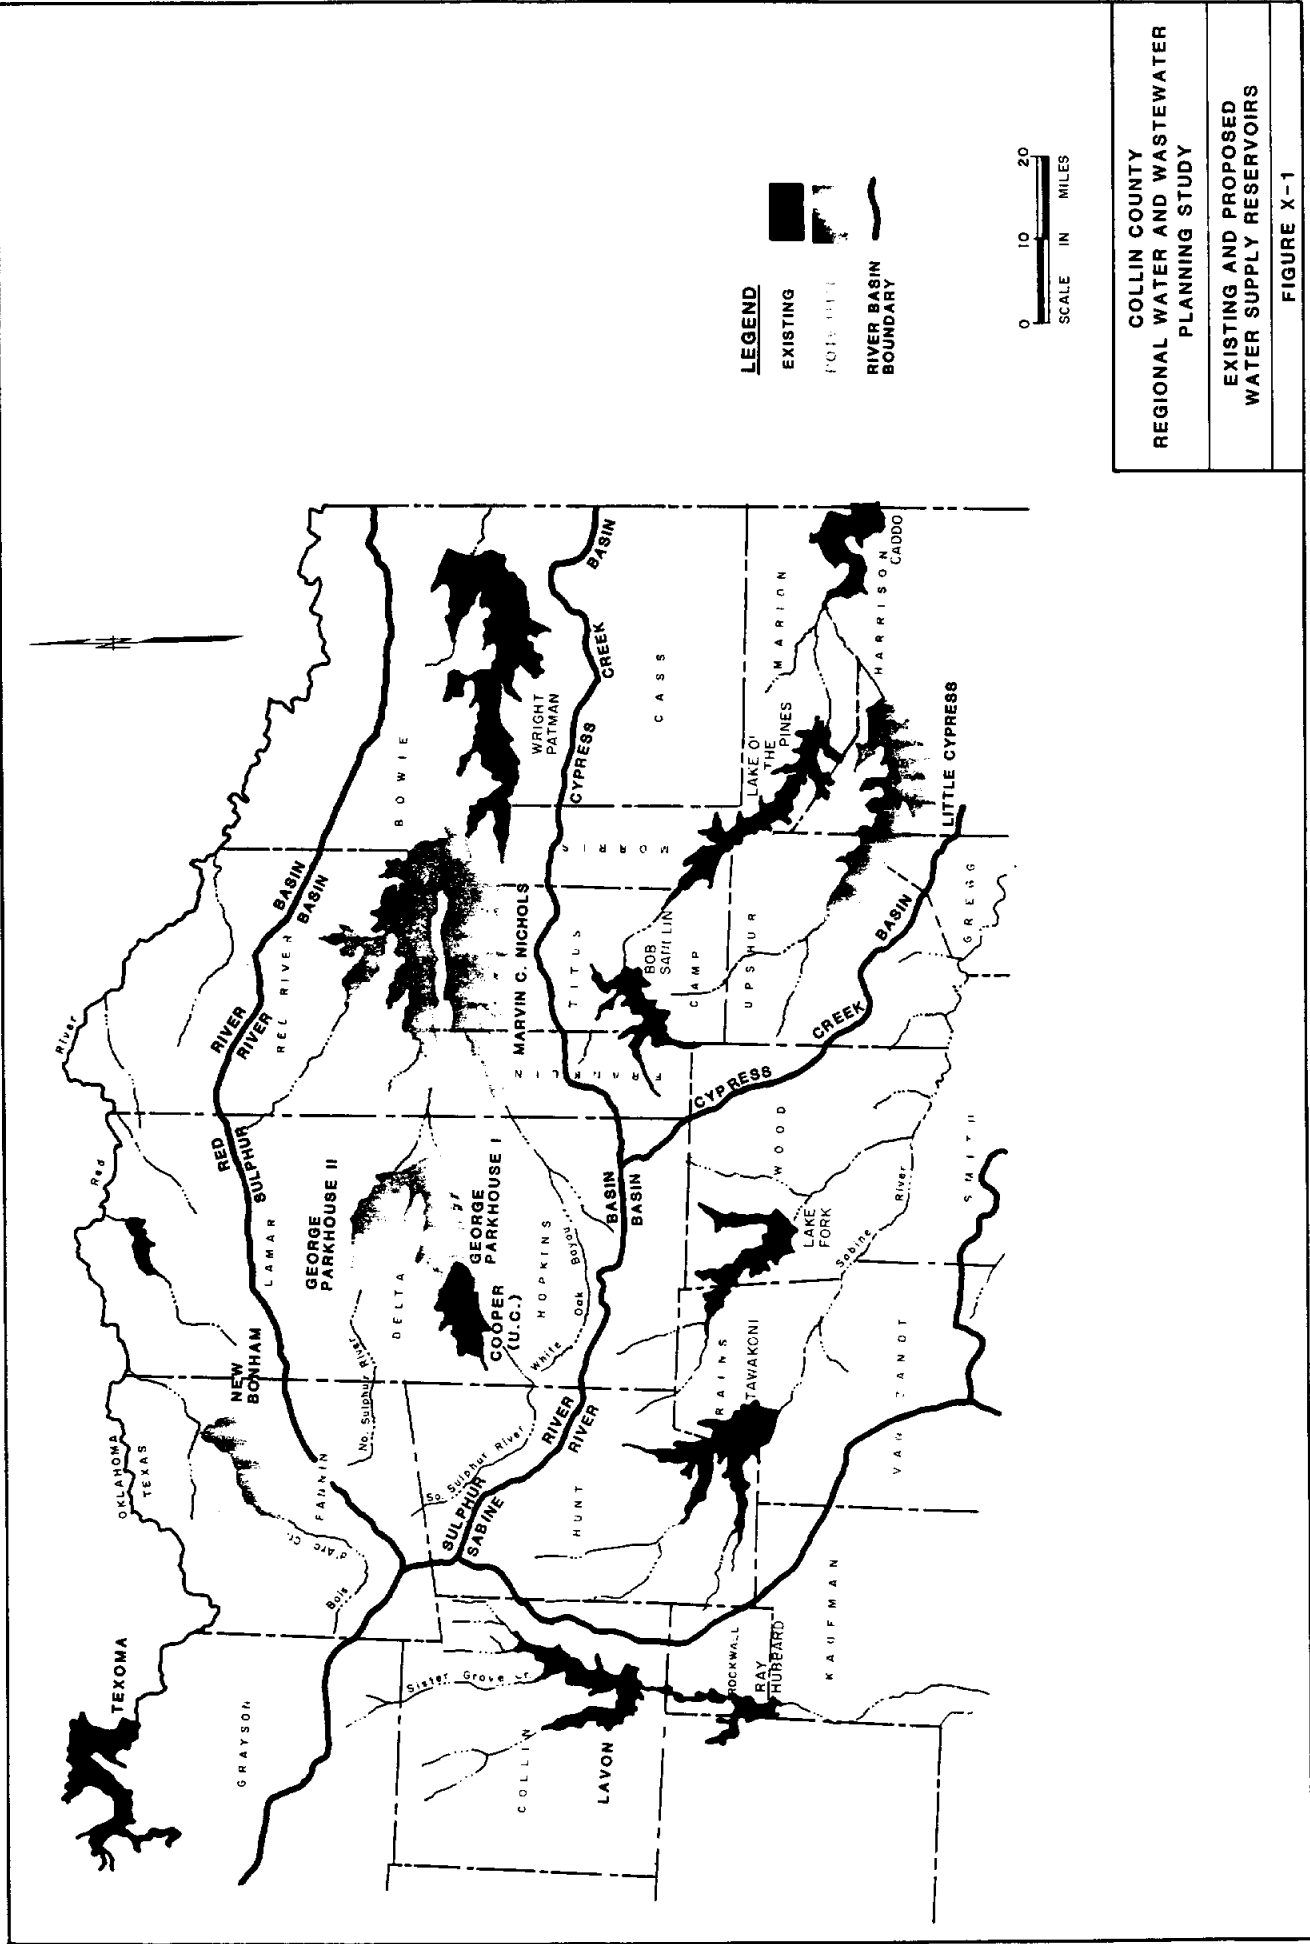 TEXOMA
GRAYSON
OKLAHOMA
TEXAS
Red
River
NEW
BONHAM
FANNIN
Bois
d'Arc Cr.
LAMAR
RED
RIVER
BASIN
SULPHUR
RIVER
BASIN
BOWIE
No. Sulphur River
GEORGE
PARKHOUSE II
DELTA
COOPER
(U.C.)
GEORGE
PARKHOUSE I
HOPKINS
White Oak Bayou
So. Sulphur River
MARVIN C. NICHOLS
WRIGHT
PATMAN
CYPRESS
CREEK
BASIN
CASS
TITUS
SULPHUR
RIVER
BASIN
SABINE
RIVER
BASIN
Sister Grove Cr.
COLLIN
LAVON
HUNT
ROCKWALL
RAY
HUBBARD
KAUFMAN
RAINS
TAWAKONI
LAKE
FORK
WOOD
Sabine
River
SMITH
CYPRESS
CREEK
BASIN
BOB
CAMP
UPSHUR
LAKE O'
THE
PINES
MARION
HARRISON
CADDO
LITTLE CYPRESS
GREGG
LEGEND
EXISTING
RIVER BASIN
BOUNDARY
0 10 20
SCALE IN MILES
COLLIN COUNTY
REGIONAL WATER AND WASTEWATER
PLANNING STUDY
EXISTING AND PROPOSED
WATER SUPPLY RESERVOIRS
FIGURE X-1